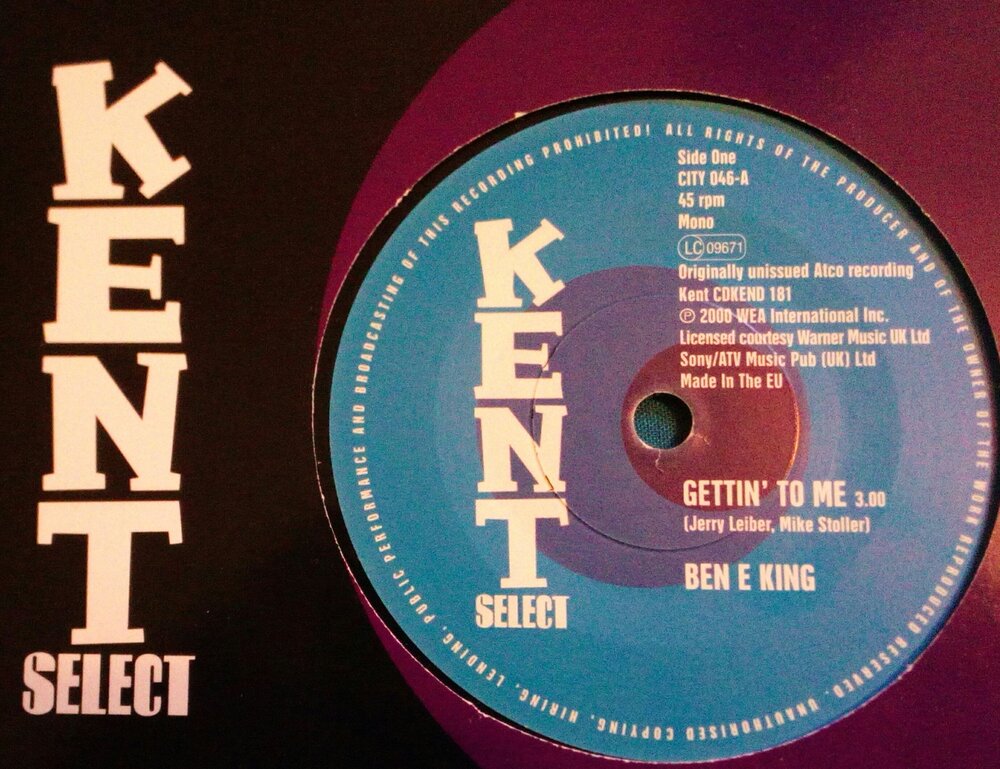 KENT
SELECT
KENT
SELECT
Side One
CITY 046-A
45 rpm
Mono
LC 09671
Originally unissued Atco recording
Kent CDKEND 181
℗ 2000 WEA International Inc.
Licensed courtesy Warner Music UK Ltd
Sony/ATV Music Pub (UK) Ltd
Made In The EU
GETTIN' TO ME 3.00
(Jerry Leiber, Mike Stoller)
BEN E KING
ALL RIGHTS OF THE PRODUCER AND OF THE OWNER OF THE WORK REPRODUCED RESERVED. UNAUTHORISED COPYING, HIRING, LENDING, PUBLIC PERFORMANCE AND BROADCASTING OF THIS RECORDING PROHIBITED!